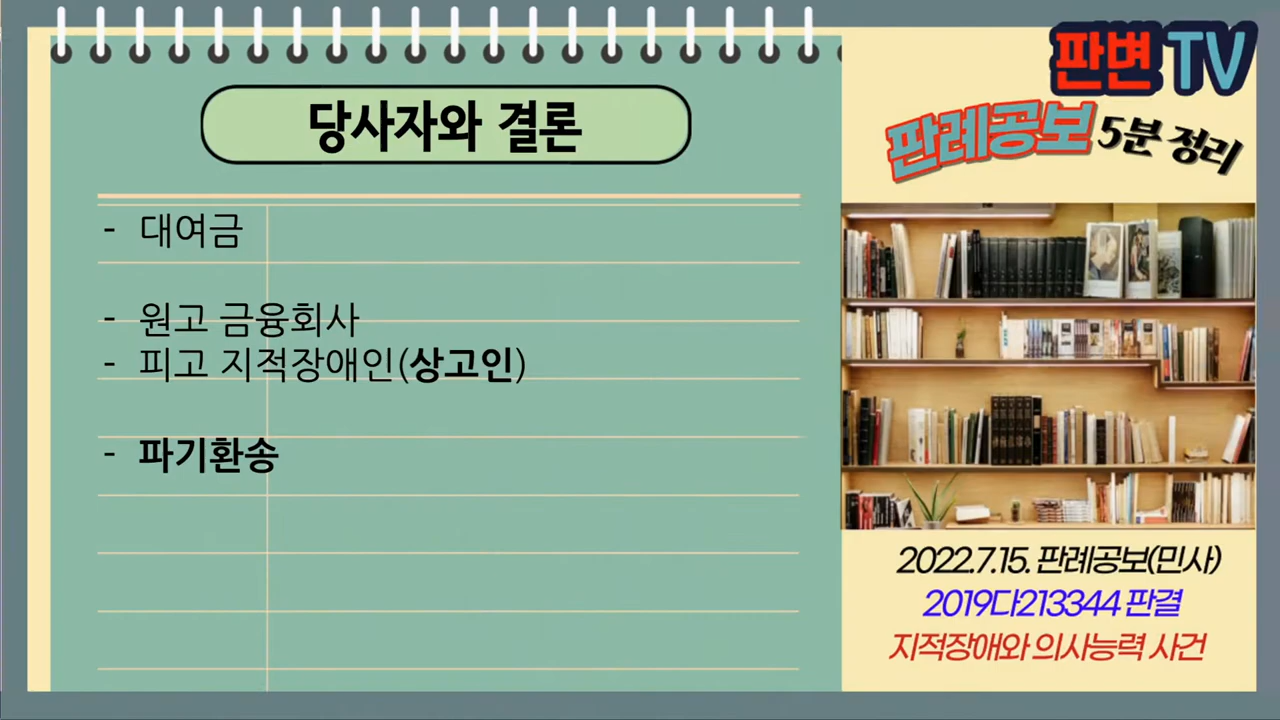 판변 TV
판례공보 5분 정리
당사자와 결론
- 대여금
- 원고 금융회사
- 피고 지적장애인(상고인)
- 파기환송
2022.7.15. 판례공보(민사)
2019다213344 판결
지적장애와 의사능력 사건